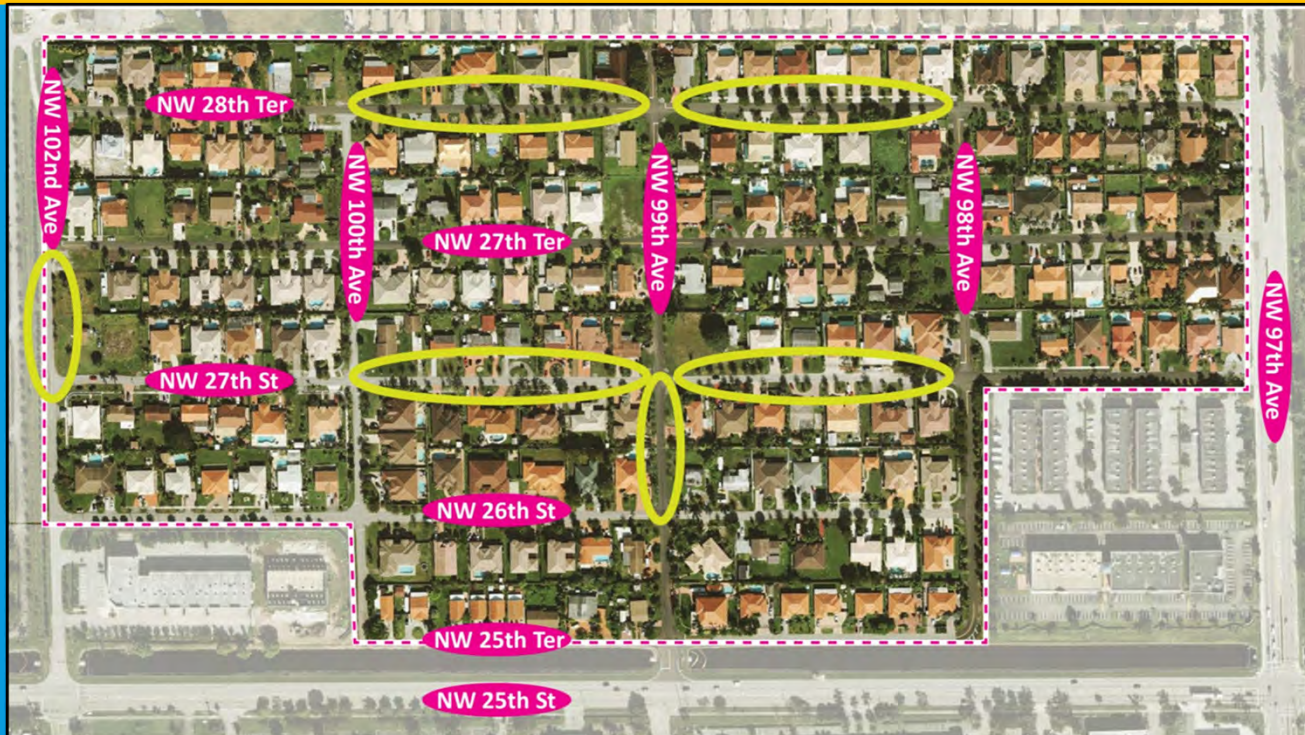 NW 28th Ter
NW 102nd Ave
NW 100th Ave
NW 99th Ave
NW 98th Ave
NW 27th Ter
NW 97th Ave
NW 27th St
NW 26th St
NW 25th Ter
NW 25th St